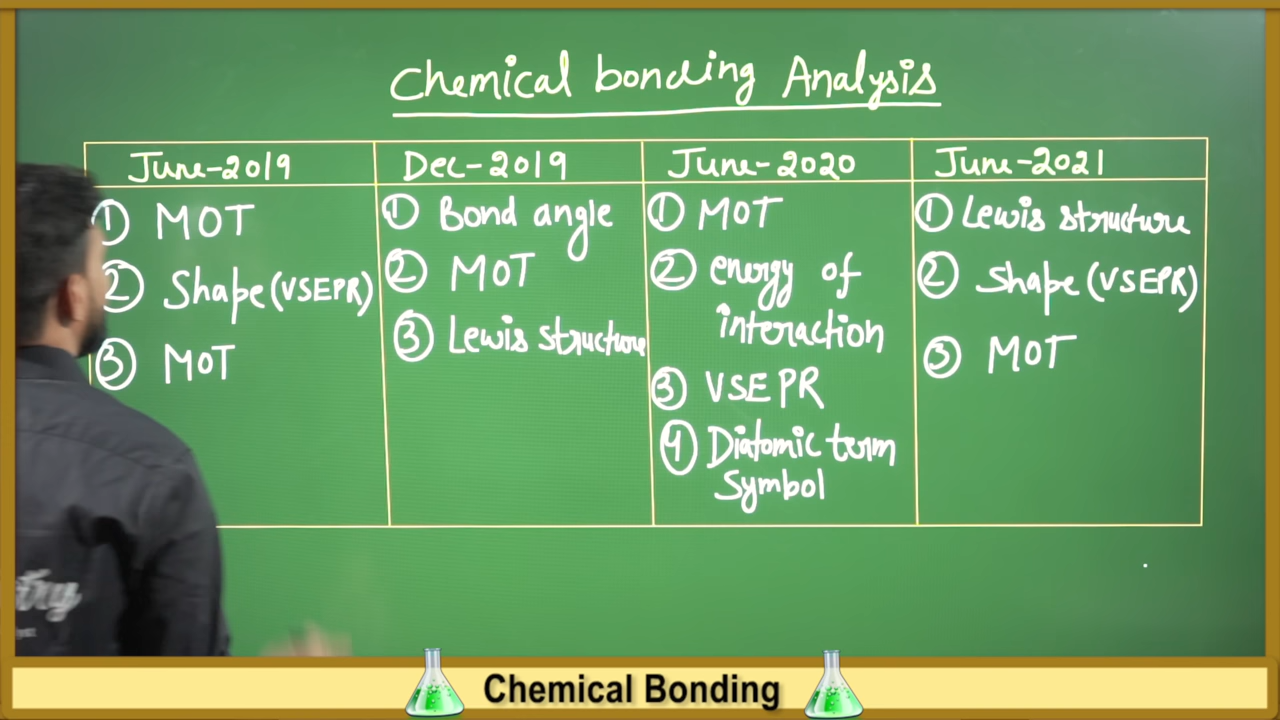 Chemical bonding Analysis
June-2019
① MOT
② Shape (VSEPR)
③ MOT
Dec-2019
① Bond angle
② MOT
③ Lewis structure
June-2020
① MOT
② energy of
interaction
③ VSEPR
④ Diatomic term
Symbol
June-2021
① Lewis structure
② Shape (VSEPR)
③ MOT
Chemical Bonding